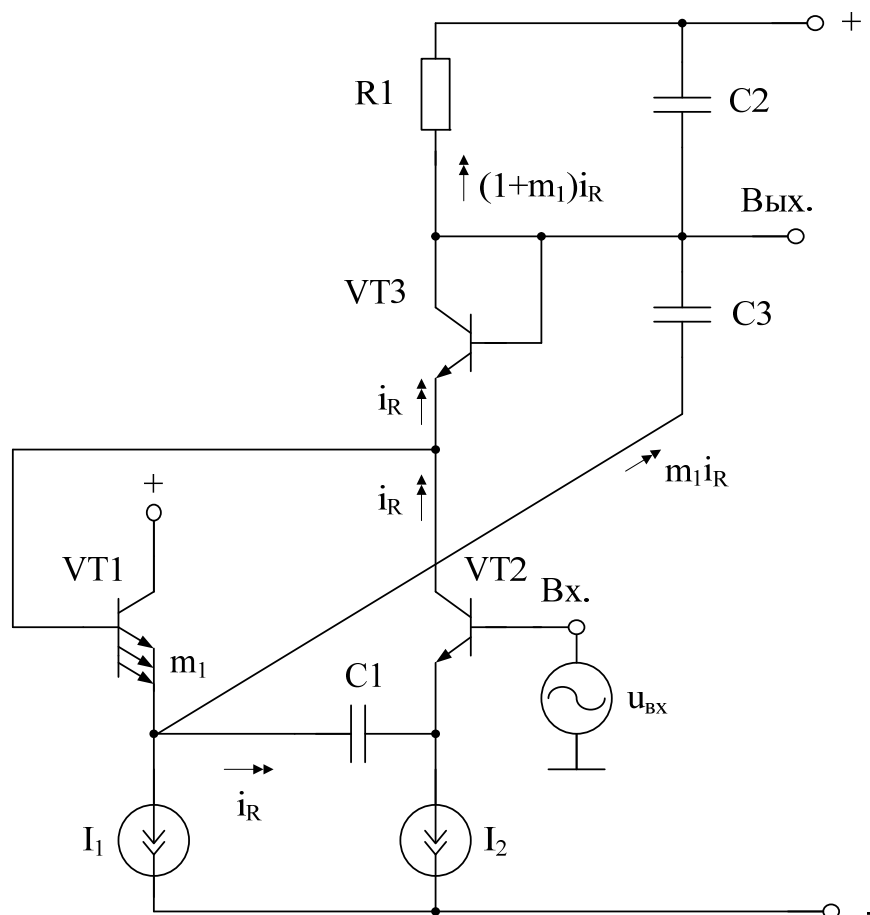 +
R1
C2
(1+m₁)iR
Вых.
VT3
C3
iR
m₁iR
+
iR
VT1
VT2
Вх.
m₁
C1
uвх
iR
I₁
I₂